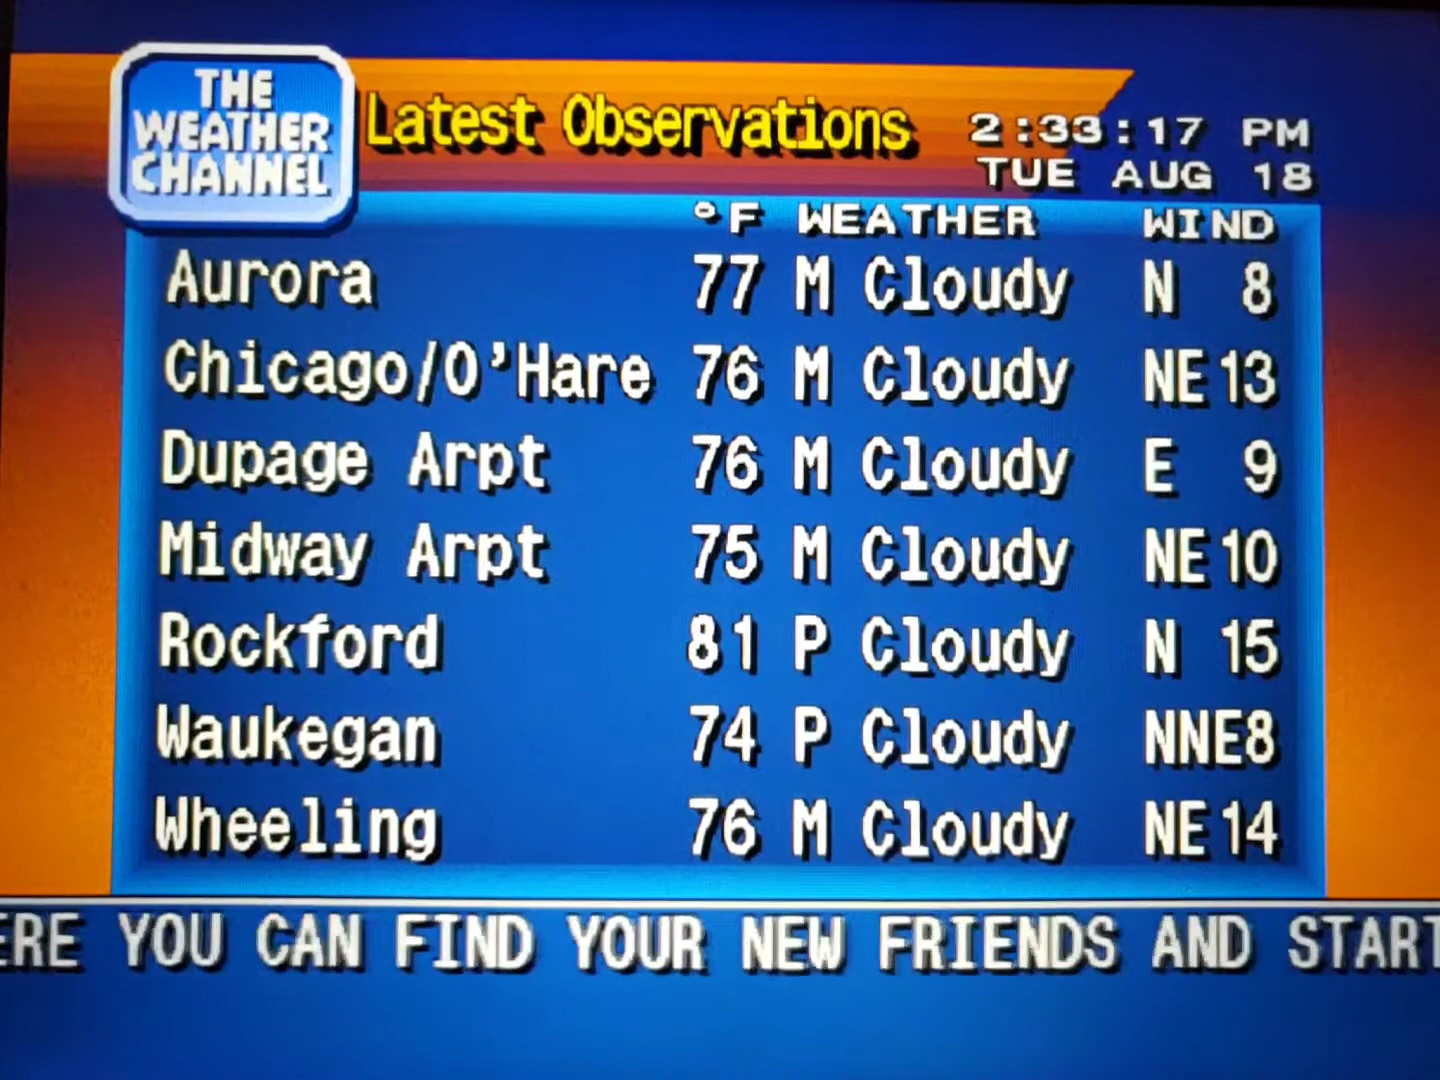 THE
WEATHER
CHANNEL
Latest Observations
2:33:17 PM
TUE AUG 18
°F WEATHER WIND
Aurora 77 M Cloudy N 8
Chicago/O'Hare 76 M Cloudy NE 13
Dupage Arpt 76 M Cloudy E 9
Midway Arpt 75 M Cloudy NE 10
Rockford 81 P Cloudy N 15
Waukegan 74 P Cloudy NNE8
Wheeling 76 M Cloudy NE 14
ERE YOU CAN FIND YOUR NEW FRIENDS AND START